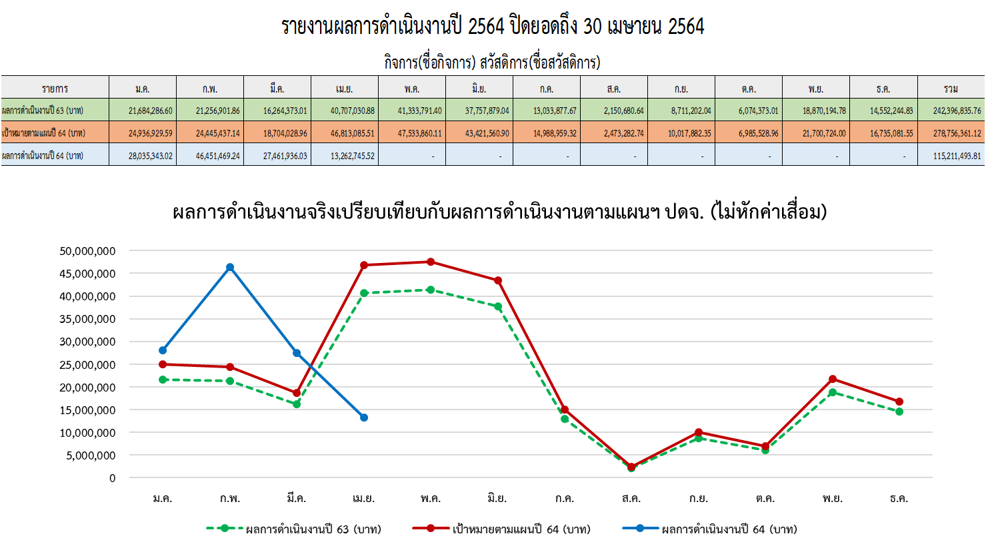 รายงานผลการดำเนินงานปี 2564 ปิดยอดถึง 30 เมษายน 2564
กิจการ(ชื่อกิจการ) สวัสดิการ(ชื่อสวัสดิการ)
รายการ ม.ค. ก.พ. มี.ค. เม.ย. พ.ค. มิ.ย. ก.ค. ส.ค. ก.ย. ต.ค. พ.ย. ธ.ค. รวม
ผลการดำเนินงานปี 63 (บาท) 21,684,286.60 21,256,901.86 16,264,373.01 40,707,030.88 41,333,791.40 37,757,879.04 13,033,877.67 2,150,680.64 8,711,202.04 6,074,373.01 18,870,194.78 14,552,244.83 242,396,835.76
เป้าหมายตามแผนปี 64 (บาท) 24,936,929.59 24,445,437.14 18,704,028.96 46,813,085.51 47,533,860.11 43,421,560.90 14,988,959.32 2,473,282.74 10,017,882.35 6,985,528.96 21,700,724.00 16,735,081.55 278,756,361.12
ผลการดำเนินงานปี 64 (บาท) 28,035,343.02 46,451,469.24 27,461,936.03 13,262,745.52 - - - - - - - - 115,211,493.81
ผลการดำเนินงานจริงเปรียบเทียบกับผลการดำเนินงานตามแผนฯ ปดจ. (ไม่หักค่าเสื่อม)
50,000,000
45,000,000
40,000,000
35,000,000
30,000,000
25,000,000
20,000,000
15,000,000
10,000,000
5,000,000
0
ม.ค. ก.พ. มี.ค. เม.ย. พ.ค. มิ.ย. ก.ค. ส.ค. ก.ย. ต.ค. พ.ย. ธ.ค.
ผลการดำเนินงานปี 63 (บาท) เป้าหมายตามแผนปี 64 (บาท) ผลการดำเนินงานปี 64 (บาท)